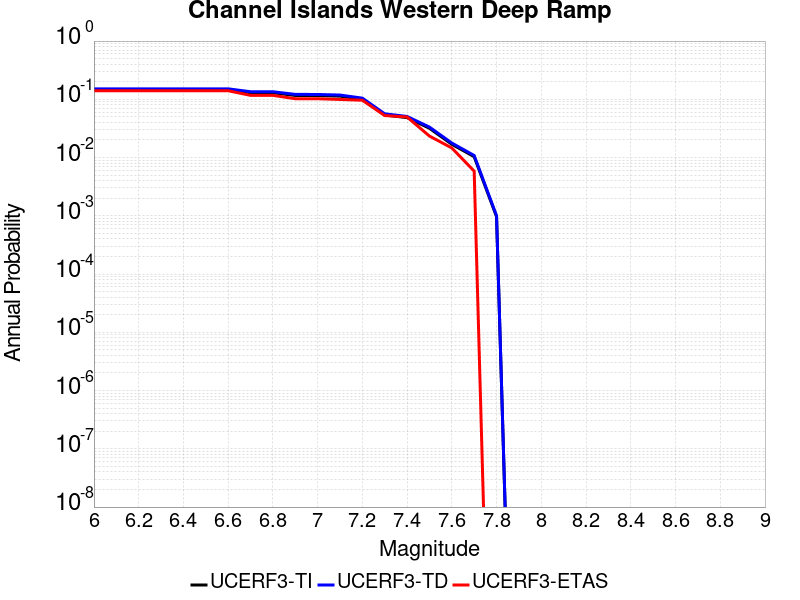 Channel Islands Western Deep Ramp
10^0
10^-1
10^-2
10^-3
10^-4
10^-5
10^-6
10^-7
10^-8
Annual Probability
6 6.2 6.4 6.6 6.8 7 7.2 7.4 7.6 7.8 8 8.2 8.4 8.6 8.8 9
Magnitude
UCERF3-TI UCERF3-TD UCERF3-ETAS